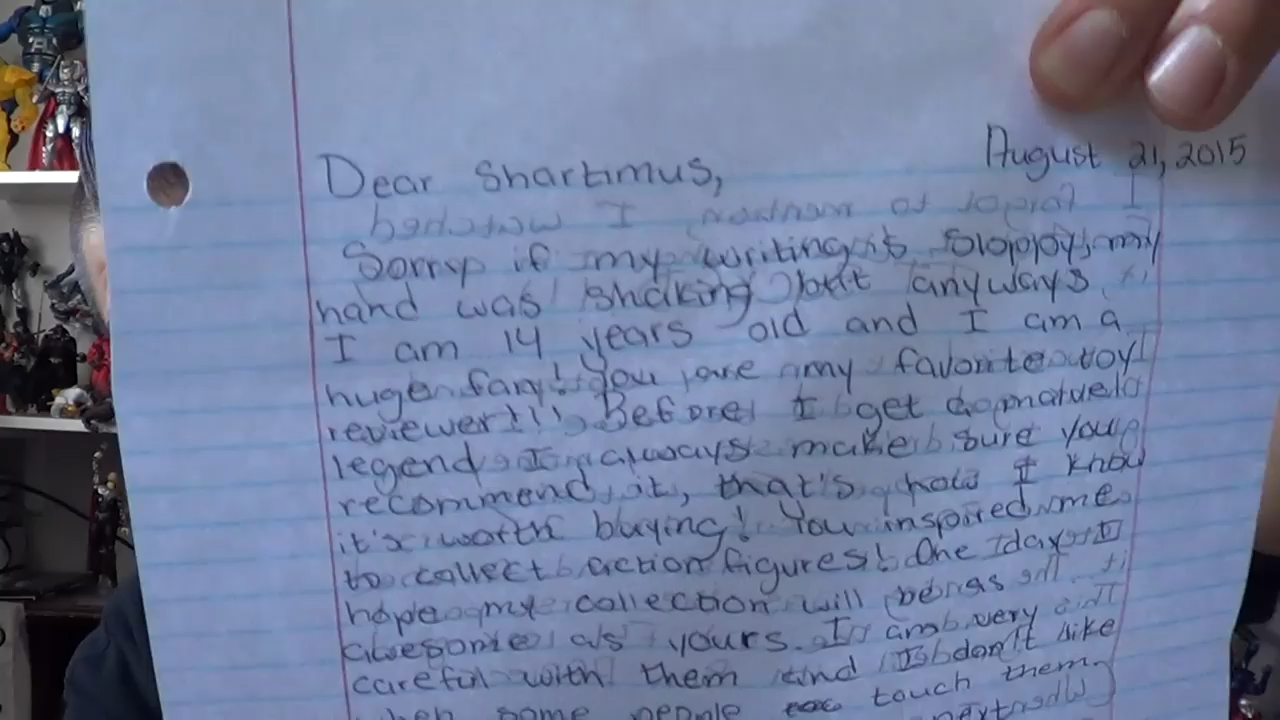 August 21, 2015
Dear Shartimus,
Sorry if my writing is sloppy, my
hand was shaking but anyways
I am 14 years old and I am a
huge fan! You are my favorite toy
reviewer!!! Before I get a marvel
legend I always make sure you
recommend it, that's how I know
it's worth buying! You inspired me
to collect action figures! One day I
hope my collection will be as
awesome as yours. I am very
careful with them and I don't like
when some people touch them